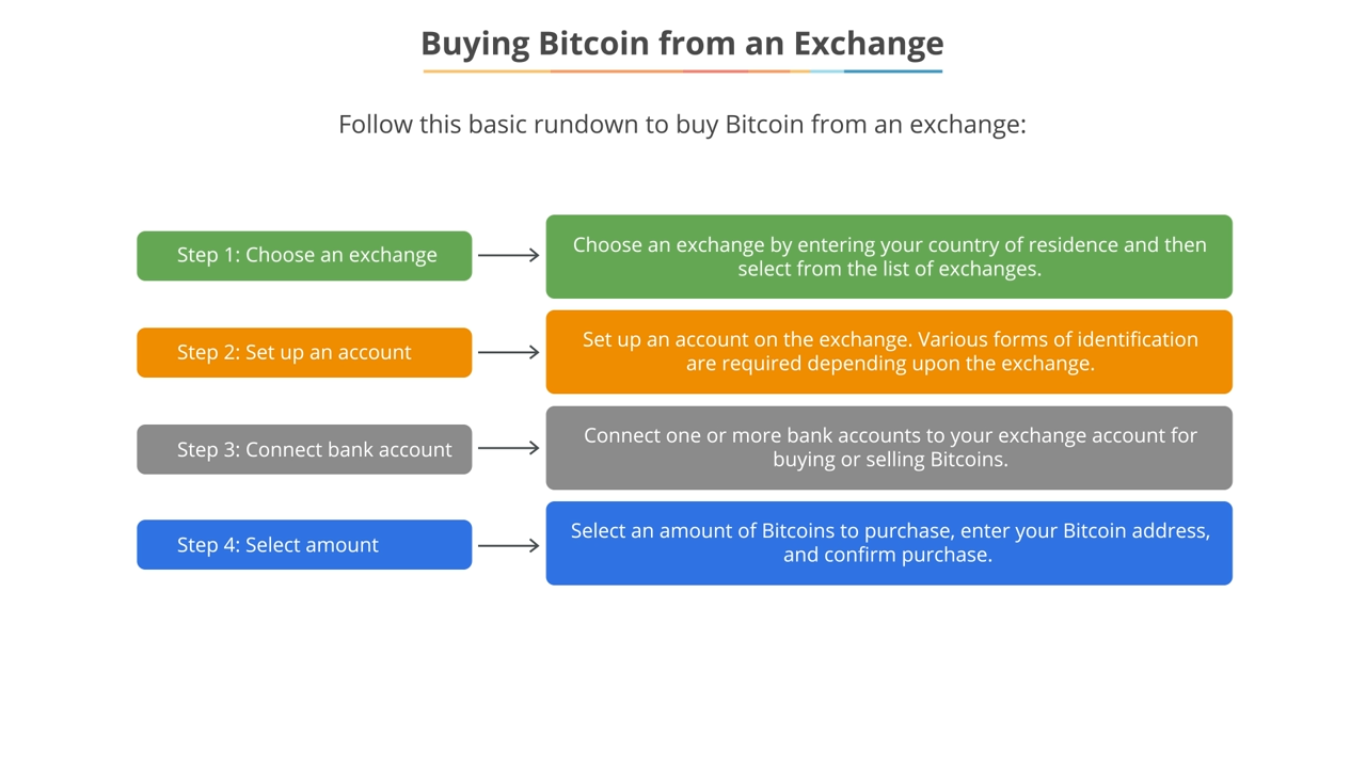 Buying Bitcoin from an Exchange
Follow this basic rundown to buy Bitcoin from an exchange:
Step 1: Choose an exchange
Choose an exchange by entering your country of residence and then
select from the list of exchanges.
Step 2: Set up an account
Set up an account on the exchange. Various forms of identification
are required depending upon the exchange.
Step 3: Connect bank account
Connect one or more bank accounts to your exchange account for
buying or selling Bitcoins.
Step 4: Select amount
Select an amount of Bitcoins to purchase, enter your Bitcoin address,
and confirm purchase.